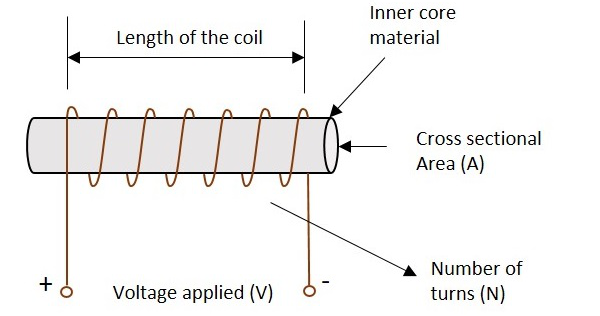 Inner core
material
Length of the coil
Cross sectional
Area (A)
Number of
turns (N)
+
Voltage applied (V)
-